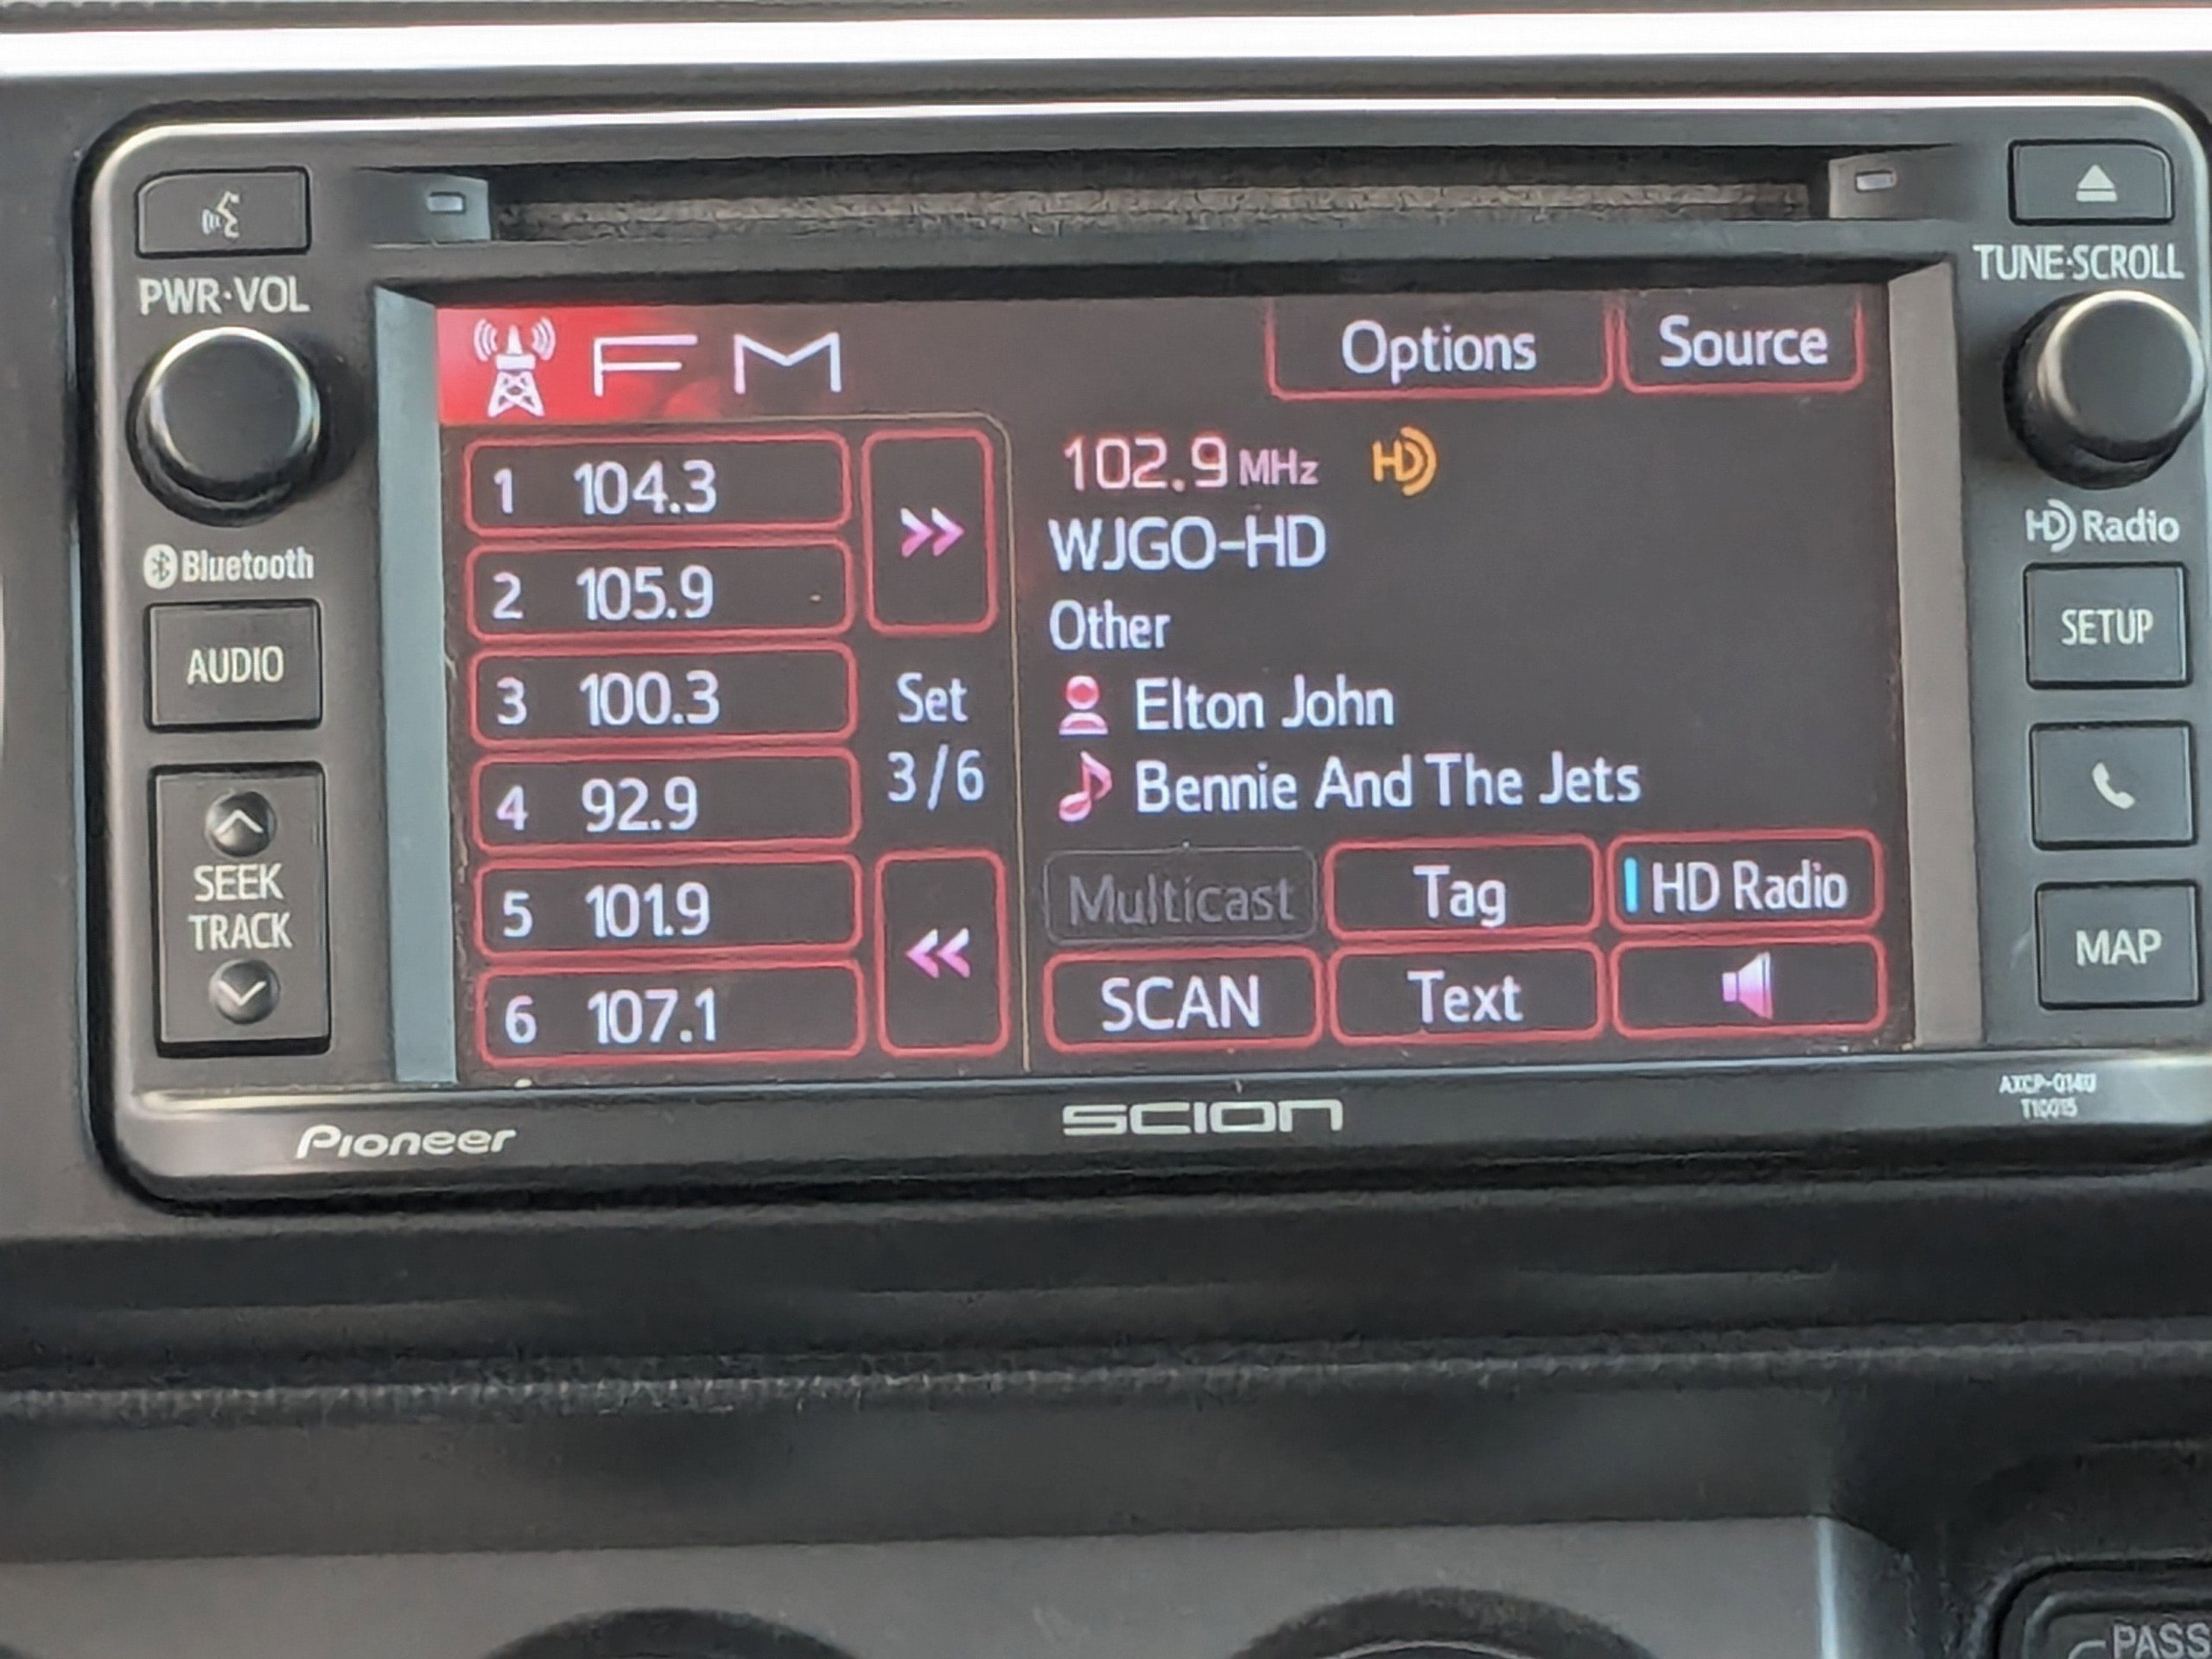 PWR·VOL
TUNE·SCROLL
FM
Options
Source
1 104.3
2 105.9
3 100.3
4 92.9
5 101.9
6 107.1
Set
3/6
102.9 MHz HD
WJGO-HD
Other
Elton John
Bennie And The Jets
Multicast
Tag
HD Radio
SCAN
Text
Bluetooth
AUDIO
SEEK
TRACK
HD Radio
SETUP
MAP
Pioneer
SCION
AXCP-0140
T10015
PASS